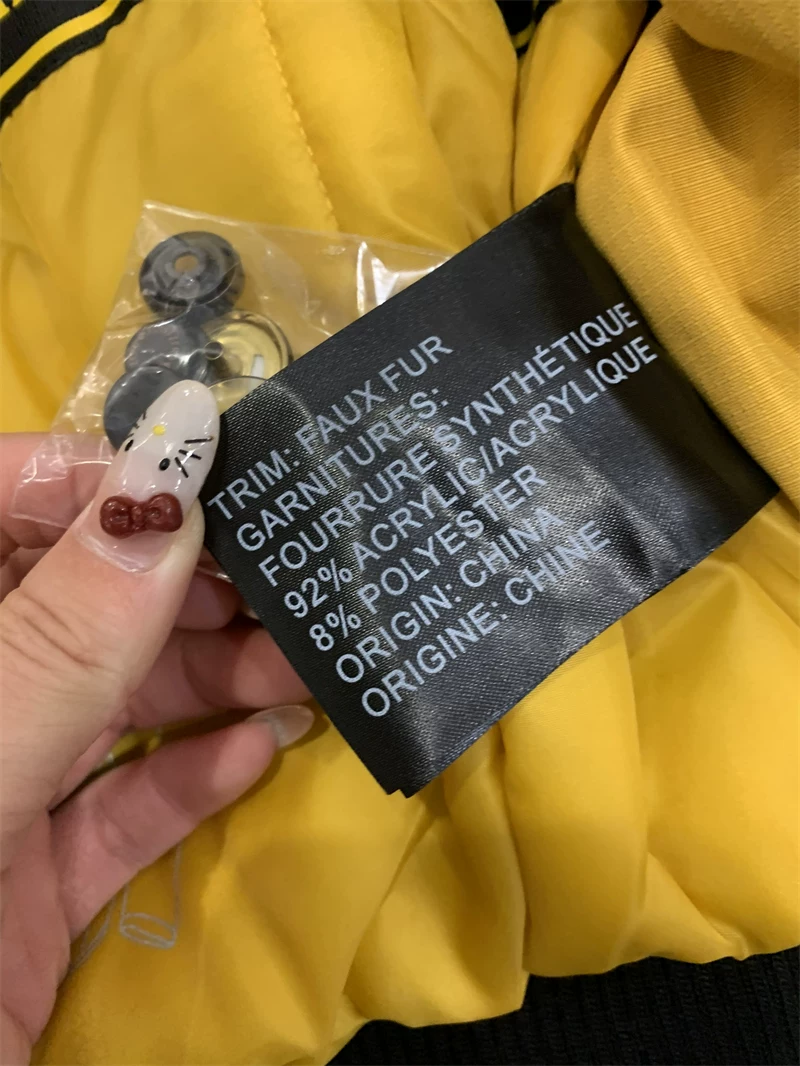 TRIM: FAUX FUR
GARNITURES:
FOURRURE SYNTHÉTIQUE
92% ACRYLIC/ACRYLIQUE
8% POLYESTER
ORIGIN: CHINA
ORIGINE: CHINE